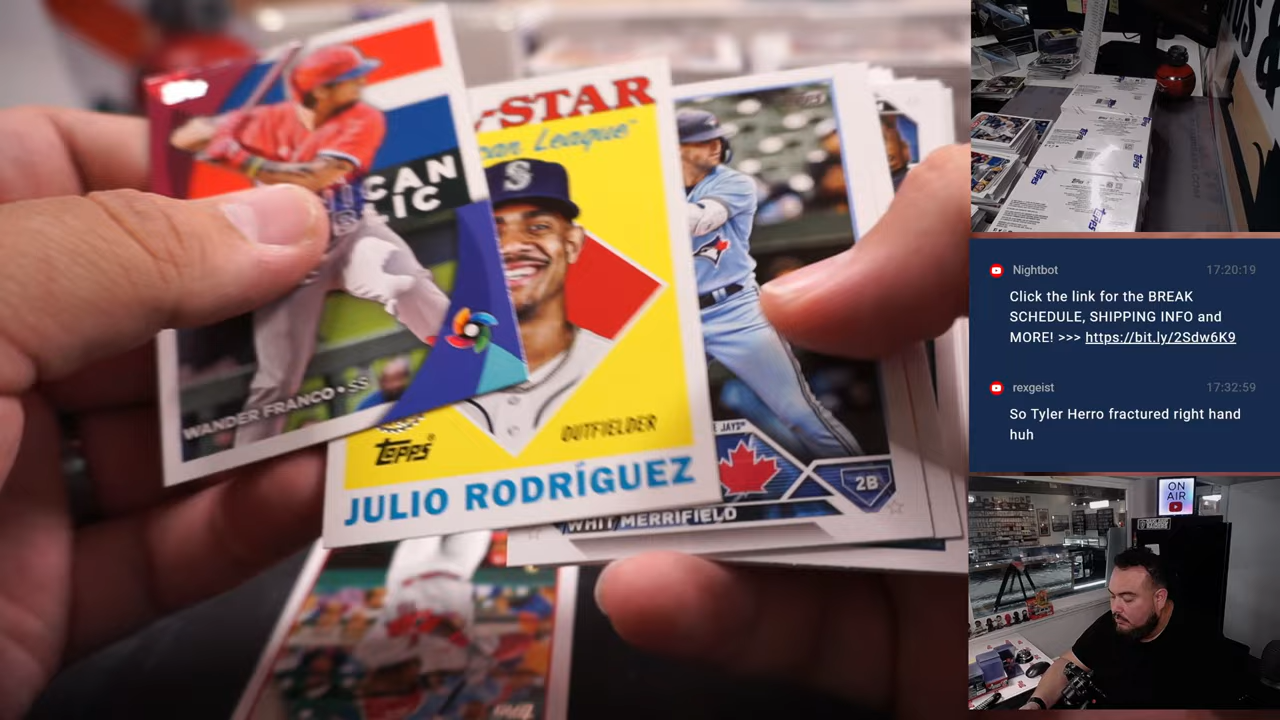 CAN
LIC
WANDER FRANCO • SS
-STAR
can League
Topps
OUTFIELDER
JULIO RODRÍGUEZ
E JAYS
2B
WHIT MERRIFIELD
Nightbot 17:20:19
Click the link for the BREAK
SCHEDULE, SHIPPING INFO and
MORE! >>> https://bit.ly/2Sdw6K9
rexgeist 17:32:59
So Tyler Herro fractured right hand
huh
ON
AIR